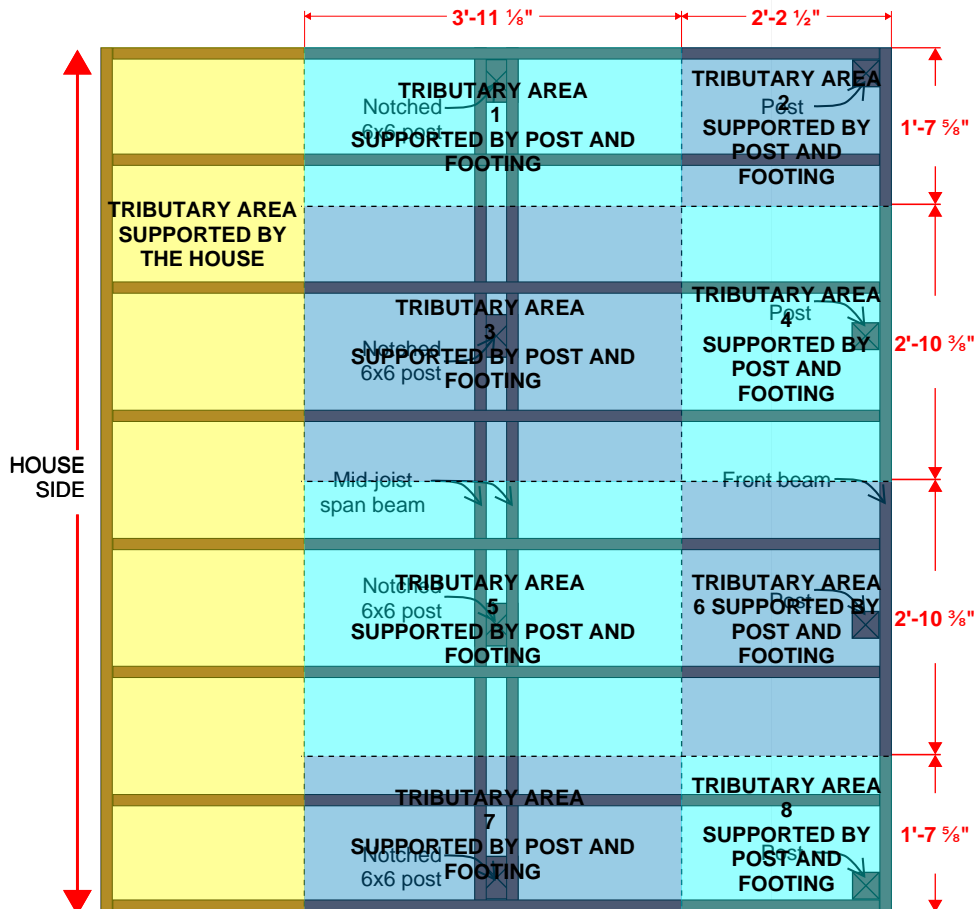 3'-11 ⅛"
2'-2 ½"
TRIBUTARY AREA
1
SUPPORTED BY POST AND
FOOTING
Notched
6x6 post
TRIBUTARY AREA
2
SUPPORTED BY
POST AND
FOOTING
Post
1'-7 ⅝"
TRIBUTARY AREA
SUPPORTED BY
THE HOUSE
TRIBUTARY AREA
3
SUPPORTED BY POST AND
FOOTING
Notched
6x6 post
TRIBUTARY AREA
4
SUPPORTED BY
POST AND
FOOTING
Post
2'-10 ⅜"
HOUSE
SIDE
Mid-joist
span beam
Front beam
TRIBUTARY AREA
5
SUPPORTED BY POST AND
FOOTING
Notched
6x6 post
TRIBUTARY AREA
6 SUPPORTED BY
POST AND
FOOTING
Post
2'-10 ⅜"
TRIBUTARY AREA
7
SUPPORTED BY POST AND
FOOTING
Notched
6x6 post
TRIBUTARY AREA
8
SUPPORTED BY
POST AND
FOOTING
Post
1'-7 ⅝"